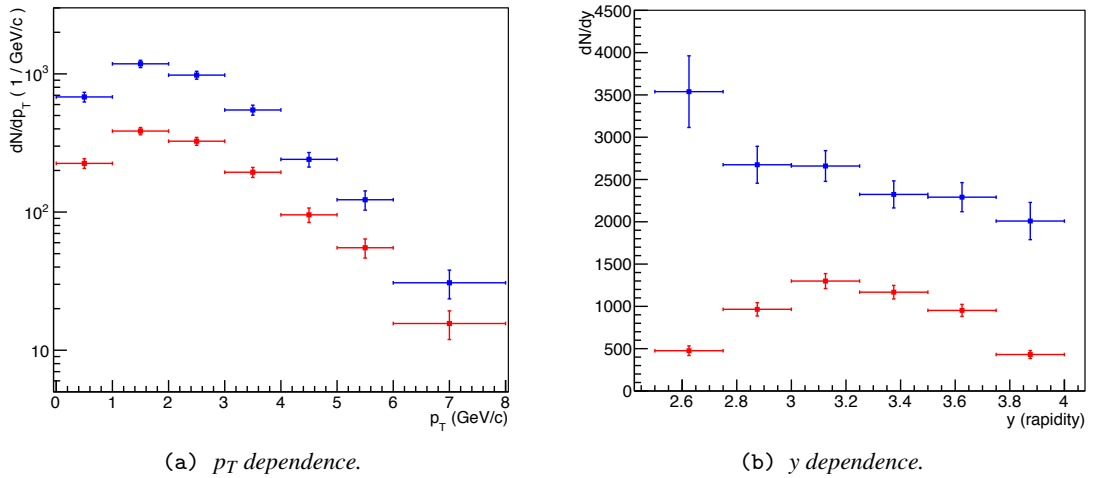 dN/dp_T ( 1 / GeV/c)
10^3
10^2
10
0 1 2 3 4 5 6 7 8
p_T (GeV/c)
(a) p_T dependence.
dN/dy
4500
4000
3500
3000
2500
2000
1500
1000
500
0
2.6 2.8 3 3.2 3.4 3.6 3.8 4
y (rapidity)
(b) y dependence.